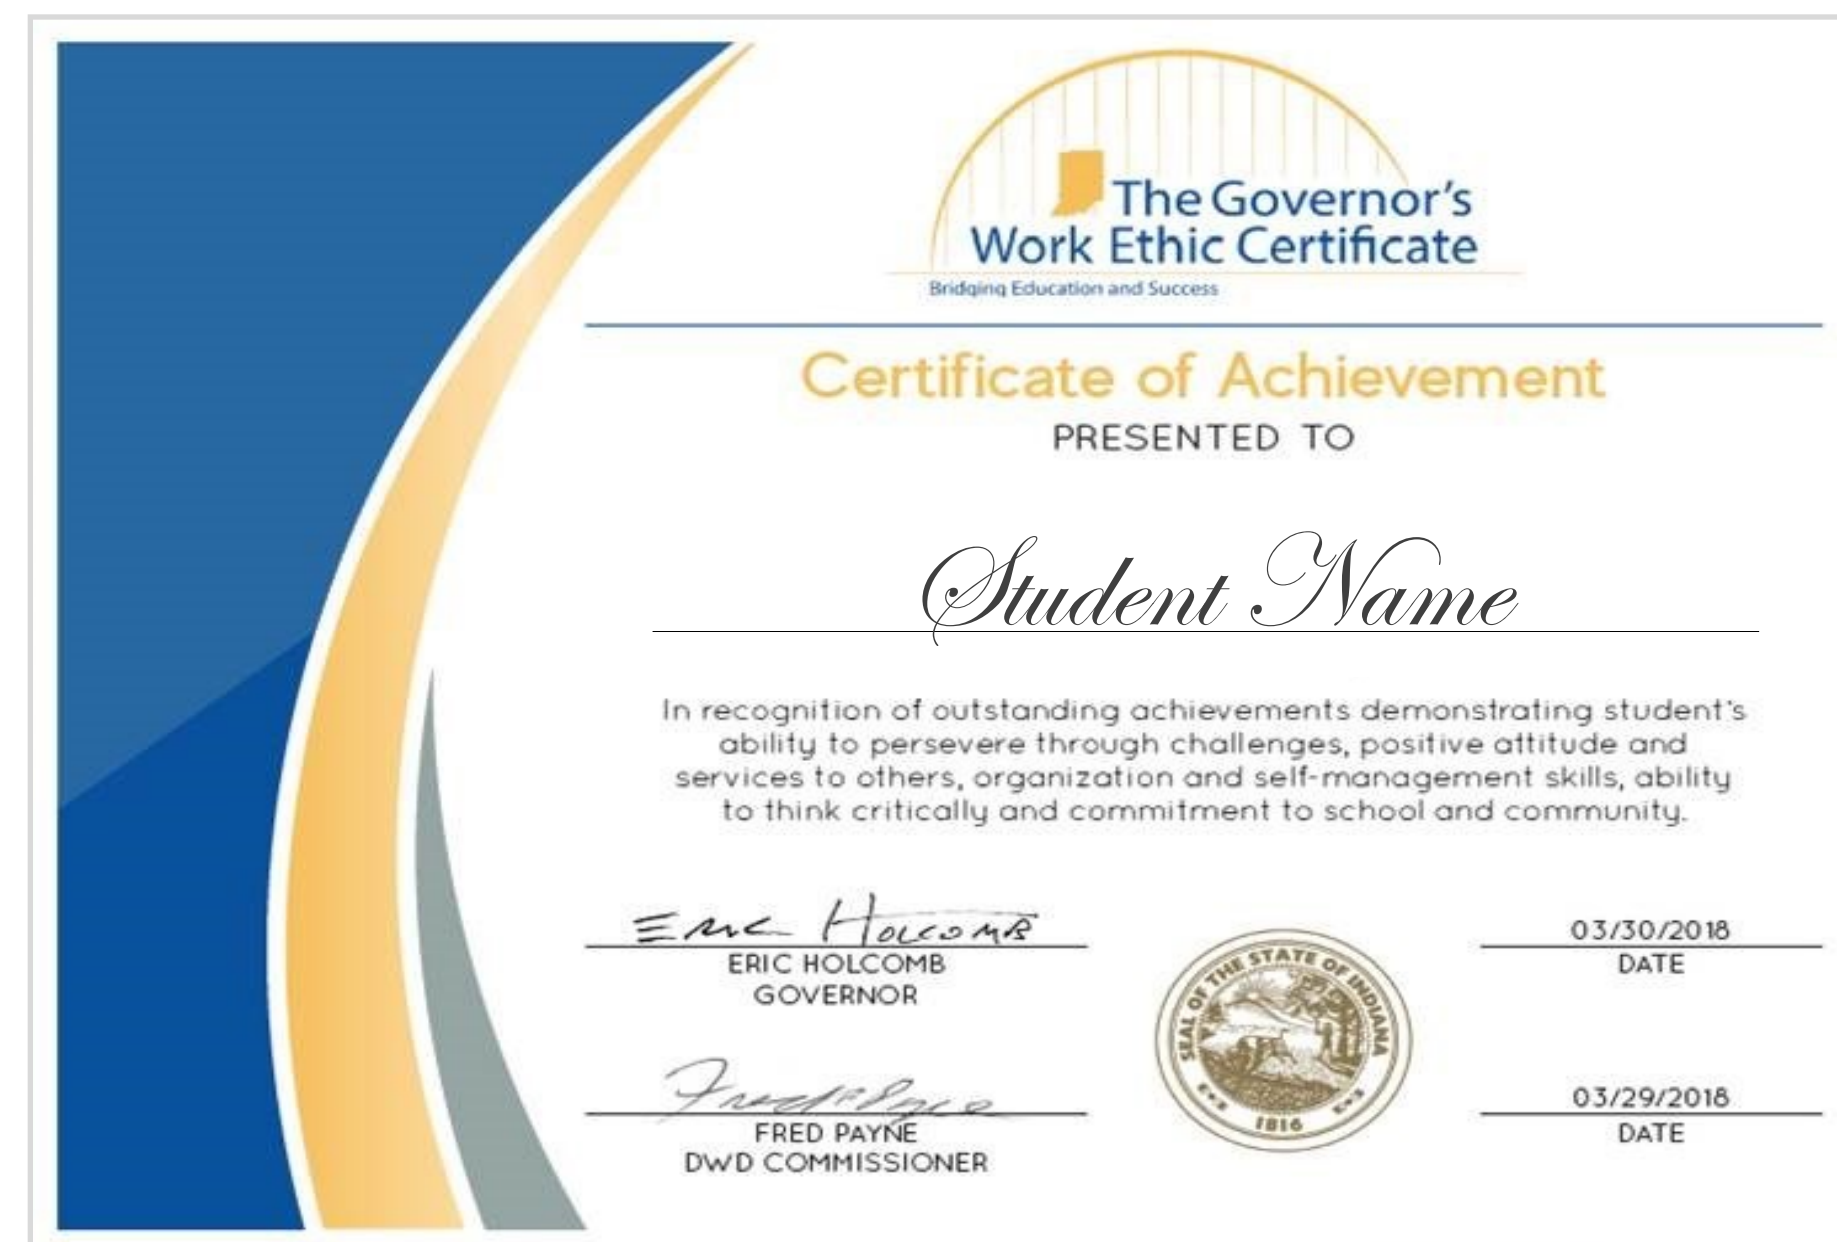 The Governor's
Work Ethic Certificate
Bridging Education and Success
Certificate of Achievement
PRESENTED TO
Student Name
In recognition of outstanding achievements demonstrating student's
ability to persevere through challenges, positive attitude and
services to others, organization and self-management skills, ability
to think critically and commitment to school and community.
Eric Holcomb
03/30/2018
ERIC HOLCOMB
DATE
GOVERNOR
SEAL OF THE STATE OF INDIANA
1816
Fred Payne
03/29/2018
FRED PAYNE
DATE
DWD COMMISSIONER